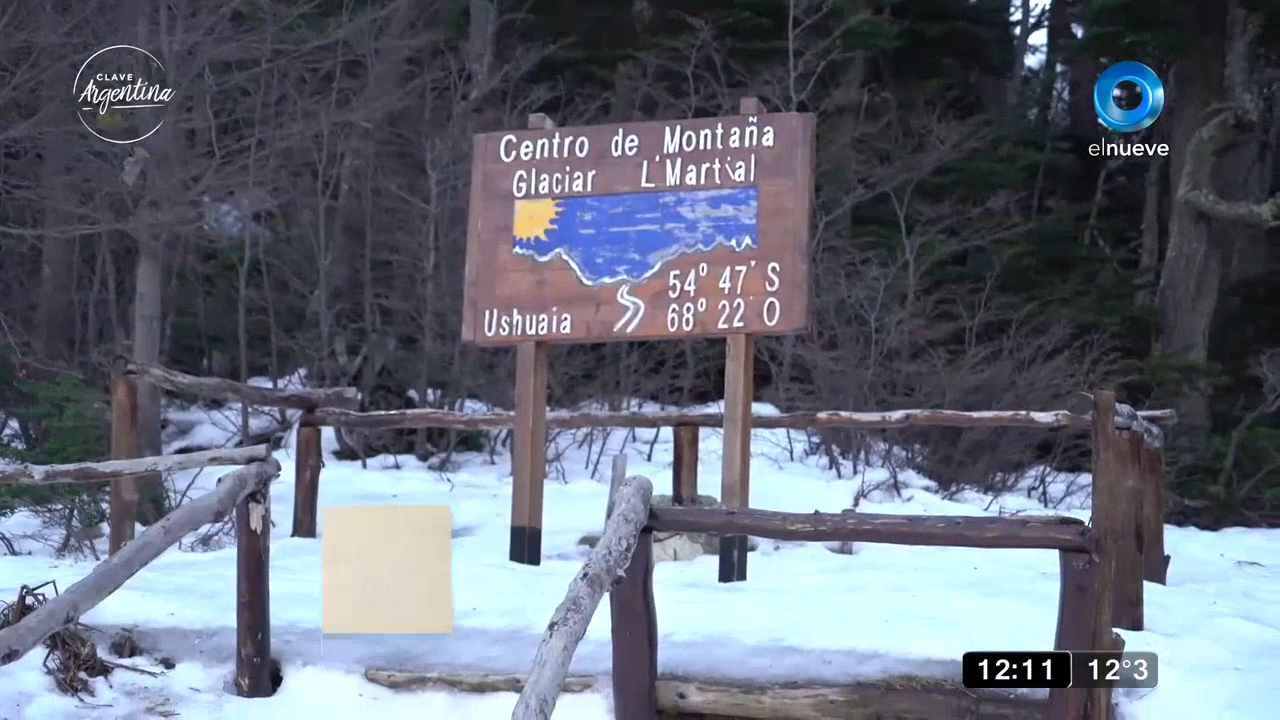 CLAVE
Argentina
elnueve
Centro de Montaña
Glaciar L'Martial
54° 47' S
Ushuaia 68° 22' O
12:11 12°3